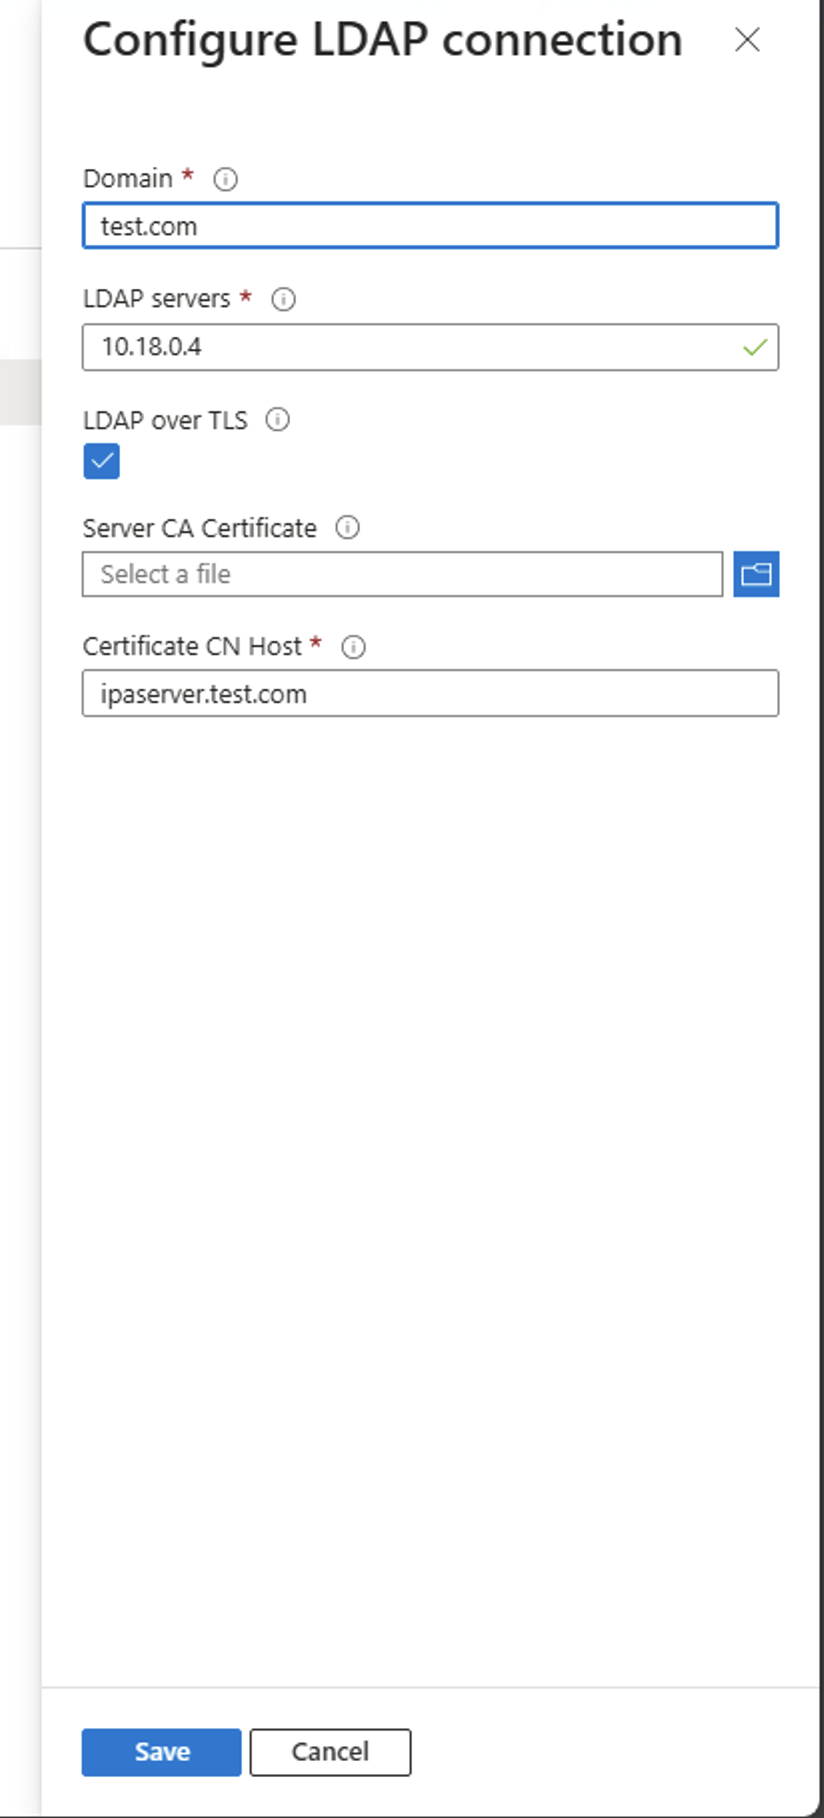 Configure LDAP connection
Domain *
test.com
LDAP servers *
10.18.0.4
LDAP over TLS
Server CA Certificate
Select a file
Certificate CN Host *
ipaserver.test.com
Save Cancel